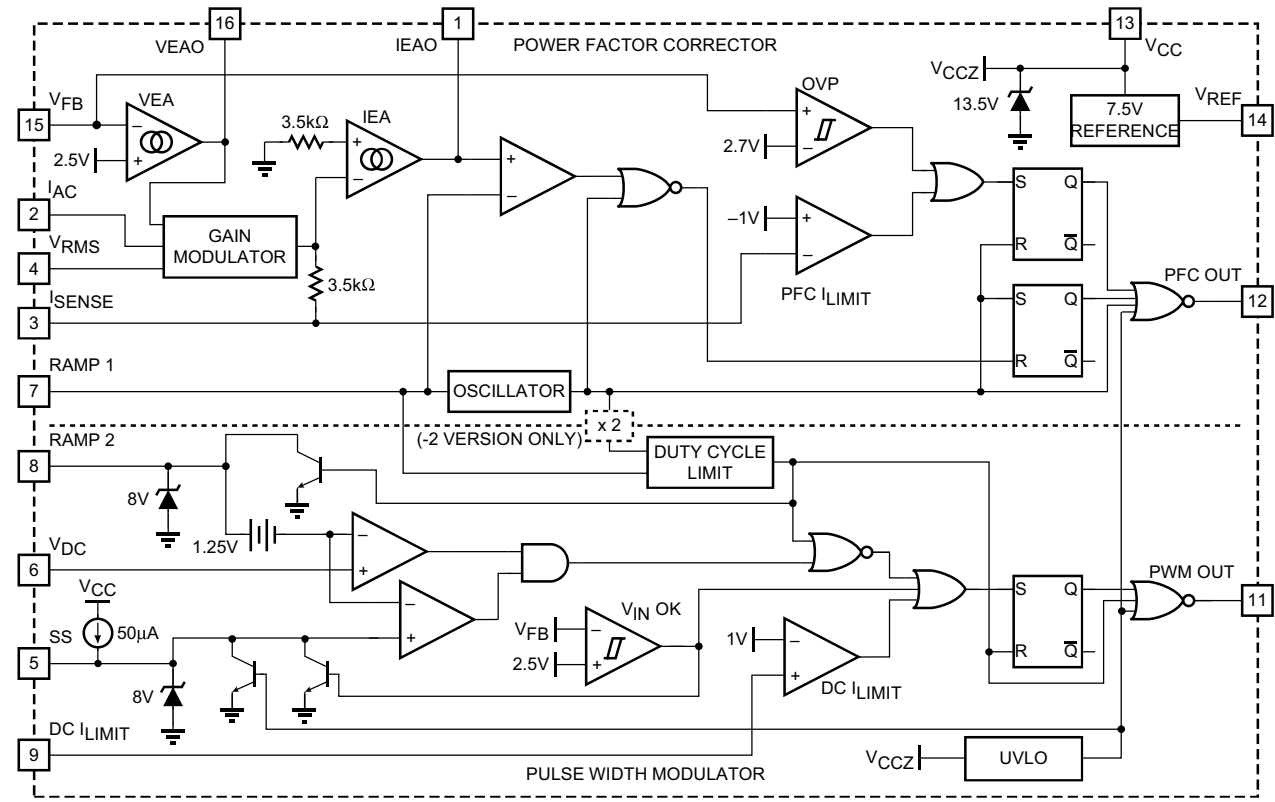 16
1
13
VEAO
IEAO
POWER FACTOR CORRECTOR
VCC
VCCZ
13.5V
7.5V
REFERENCE
VREF
14
VFB
15
VEA
−
+
2.5V
3.5kΩ
IEA
+
−
+
−
OVP
+
−
2.7V
IAC
2
VRMS
4
GAIN
MODULATOR
3.5kΩ
−1V
+
−
PFC ILIMIT
S
Q
R
Q
PFC OUT
12
ISENSE
3
S
Q
R
Q
RAMP 1
7
OSCILLATOR
x 2
(-2 VERSION ONLY)
RAMP 2
8
DUTY CYCLE
LIMIT
8V
1.25V
−
+
VDC
6
VCC
50µA
−
+
SS
5
8V
VIN OK
VFB
−
2.5V
+
1V
−
+
DC ILIMIT
S
Q
R
Q
PWM OUT
11
DC ILIMIT
9
VCCZ
UVLO
PULSE WIDTH MODULATOR